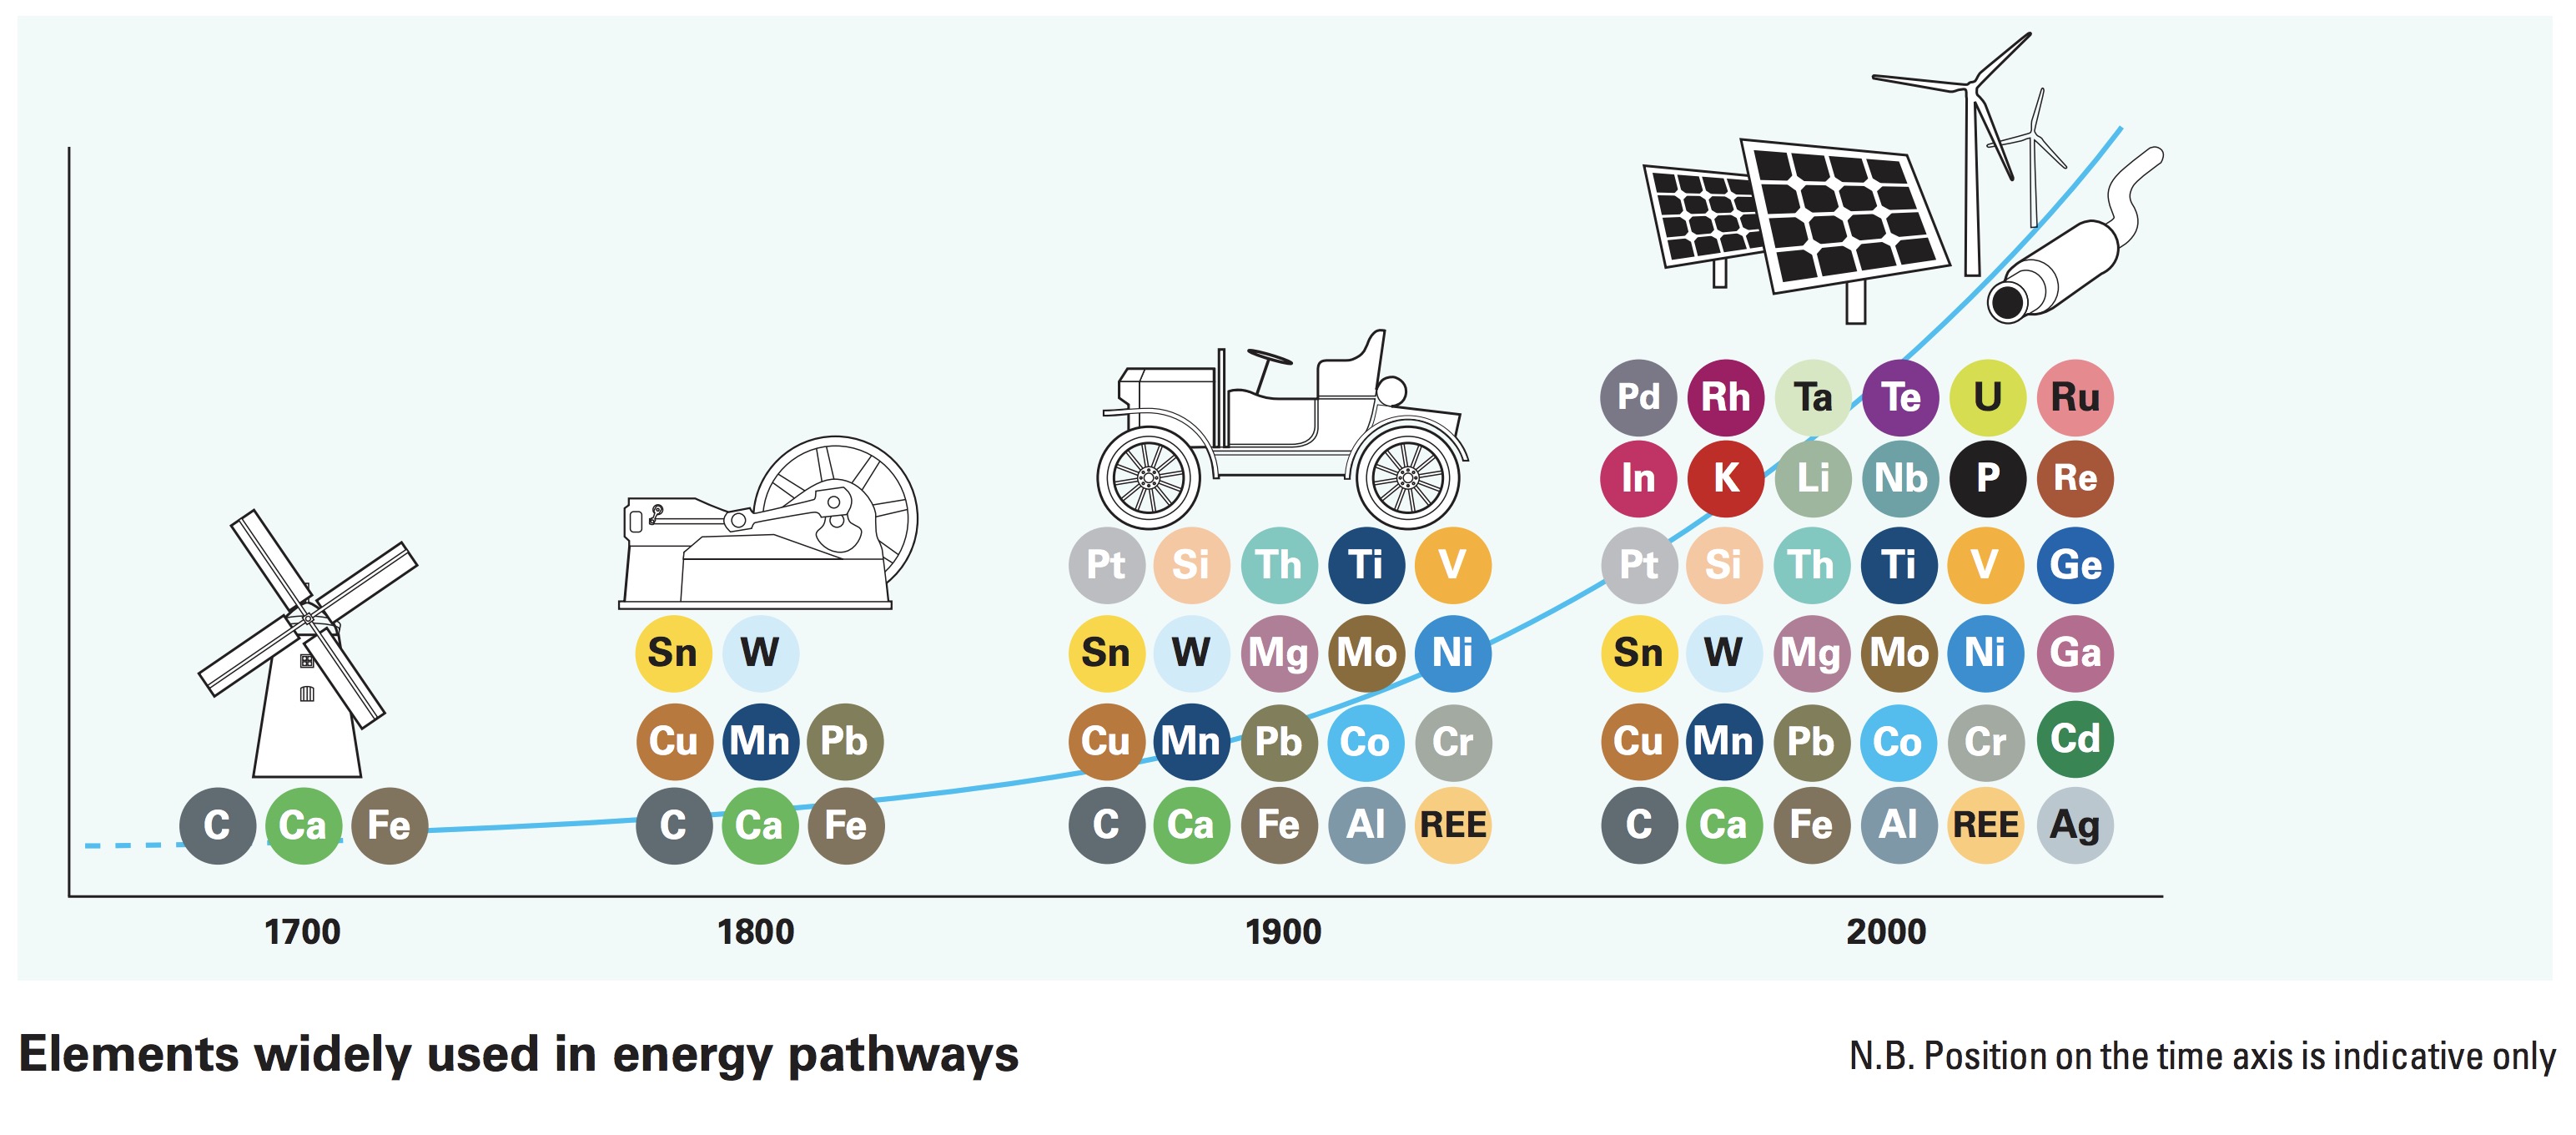 Pd Rh Ta Te U Ru
In K Li Nb P Re
Pt Si Th Ti V Pt Si Th Ti V Ge
Sn W Sn W Mg Mo Ni Sn W Mg Mo Ni Ga
Cu Mn Pb Cu Mn Pb Co Cr Cu Mn Pb Co Cr Cd
C Ca Fe C Ca Fe C Ca Fe Al REE C Ca Fe Al REE Ag
1700 1800 1900 2000
Elements widely used in energy pathways
N.B. Position on the time axis is indicative only